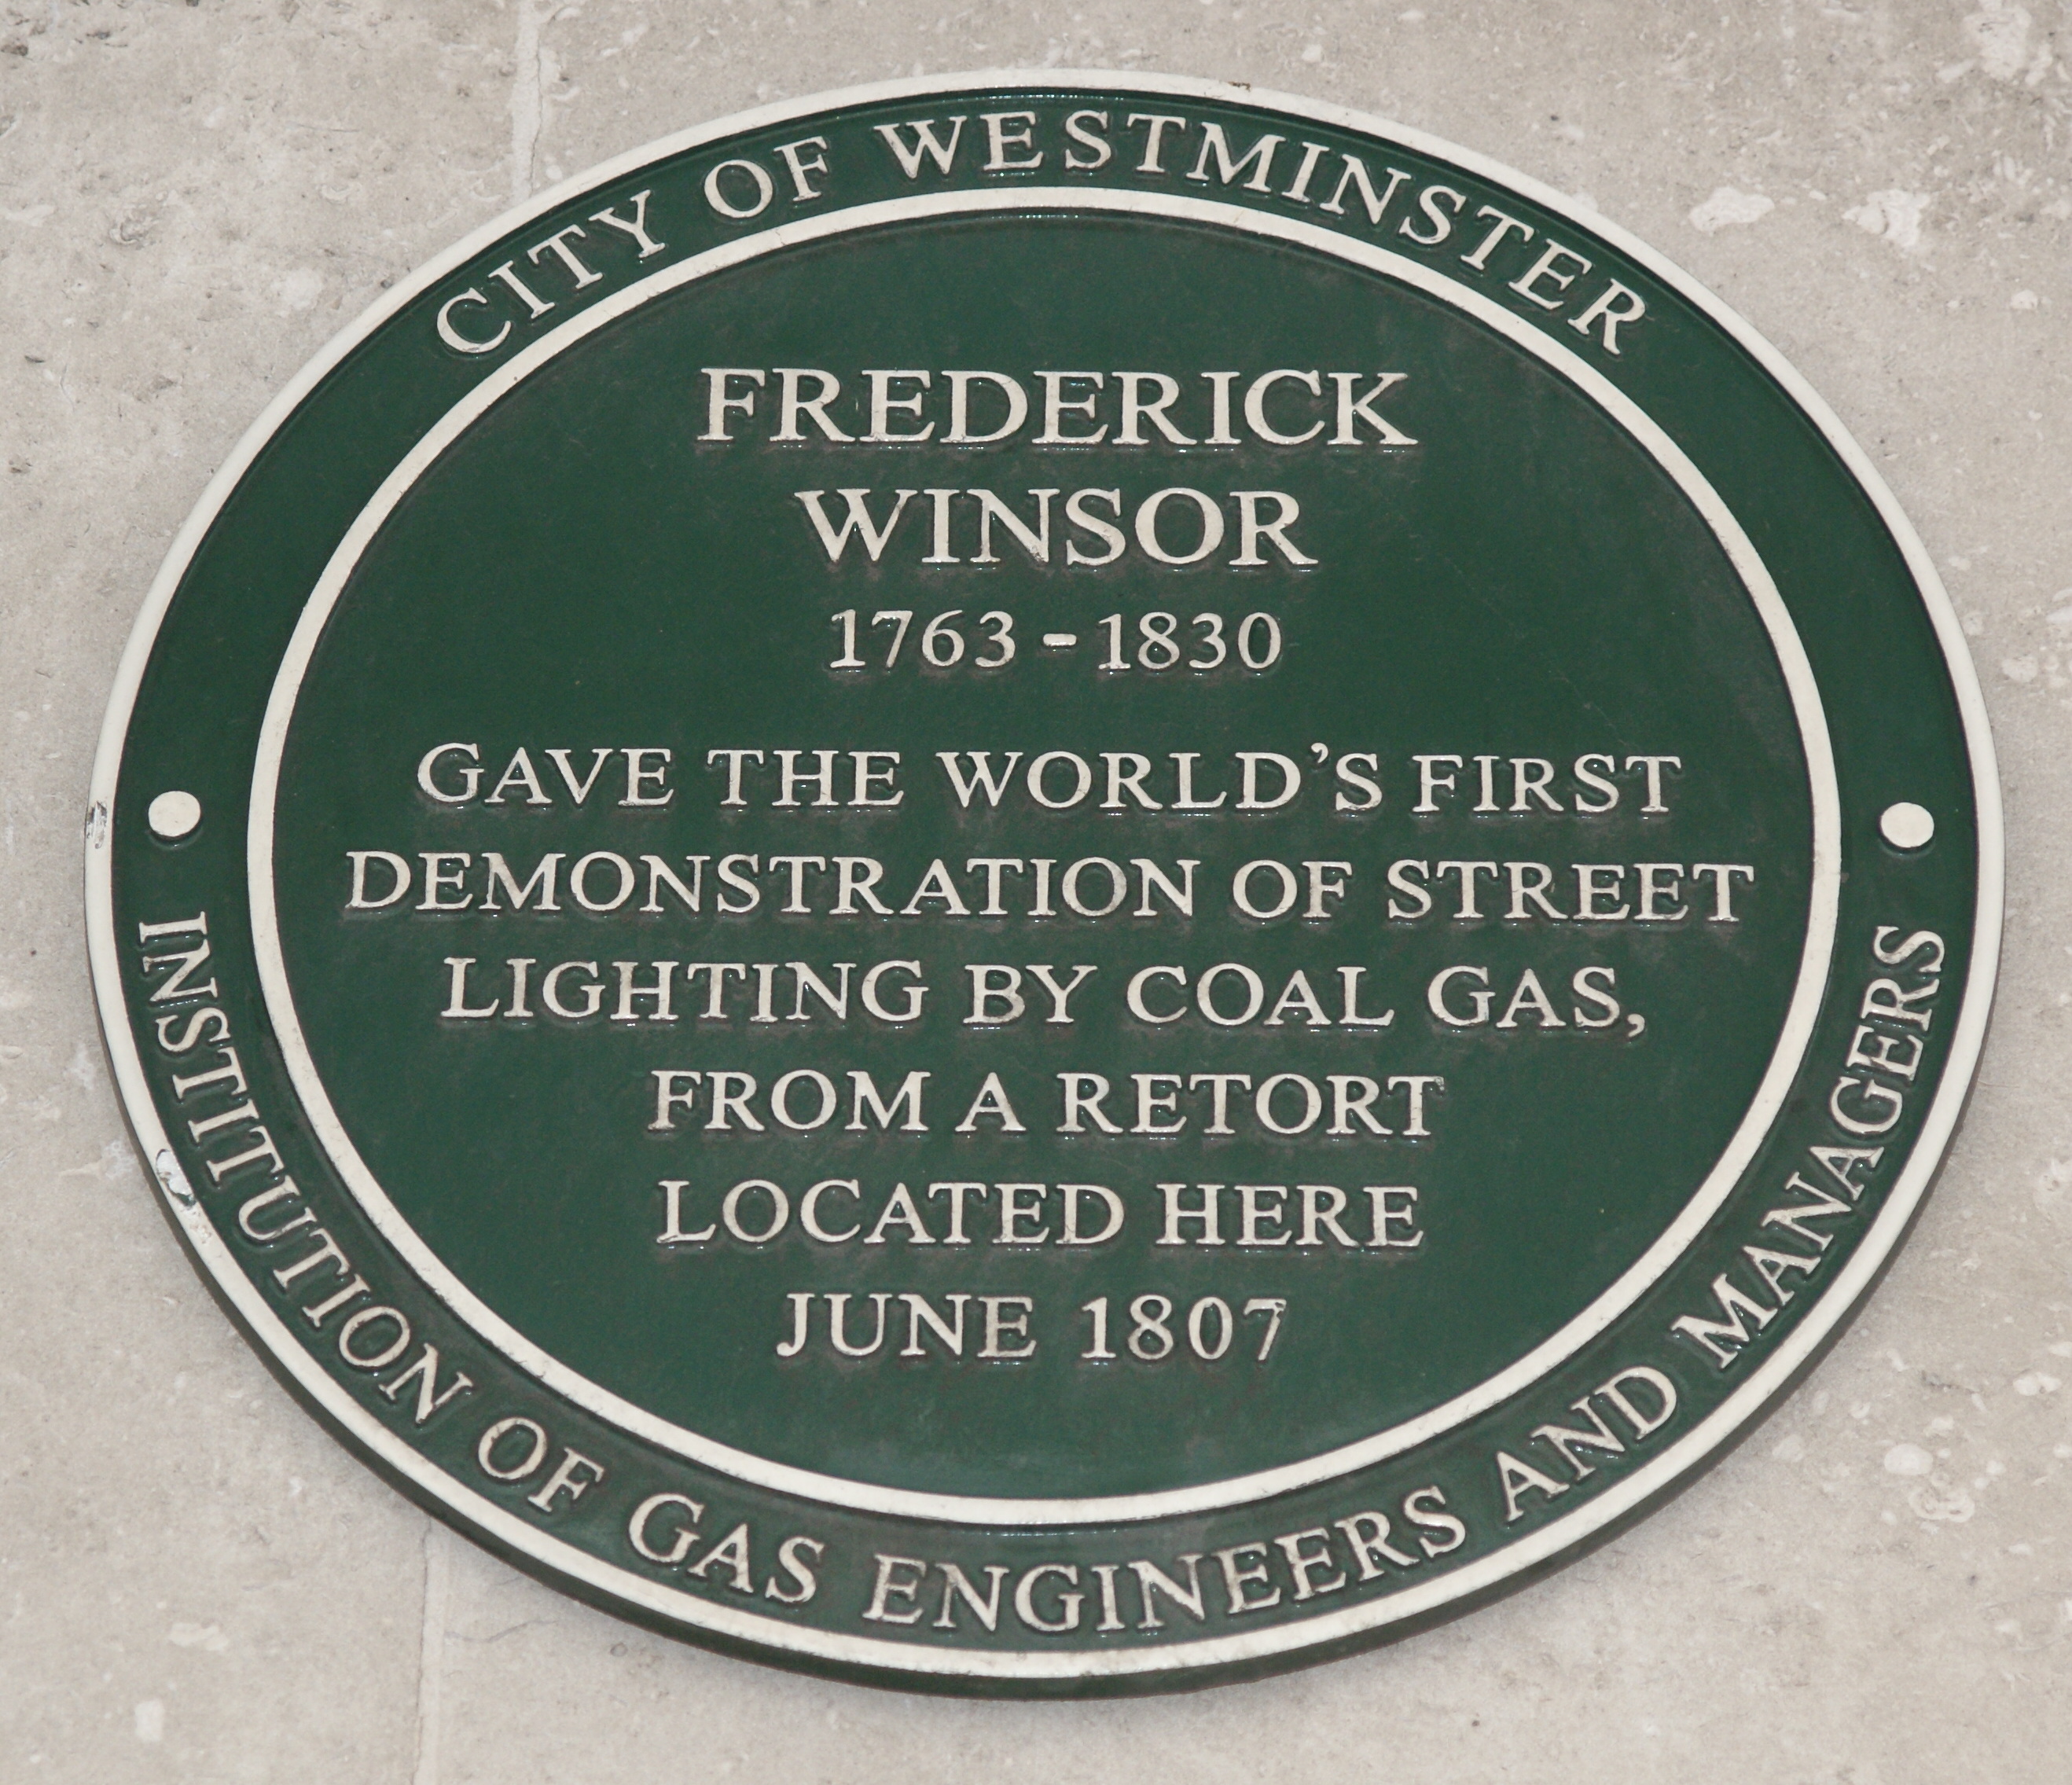 CITY OF WESTMINSTER
FREDERICK
WINSOR
1763 - 1830
GAVE THE WORLD'S FIRST
DEMONSTRATION OF STREET
LIGHTING BY COAL GAS,
FROM A RETORT
LOCATED HERE
JUNE 1807
INSTITUTION OF GAS ENGINEERS AND MANAGERS